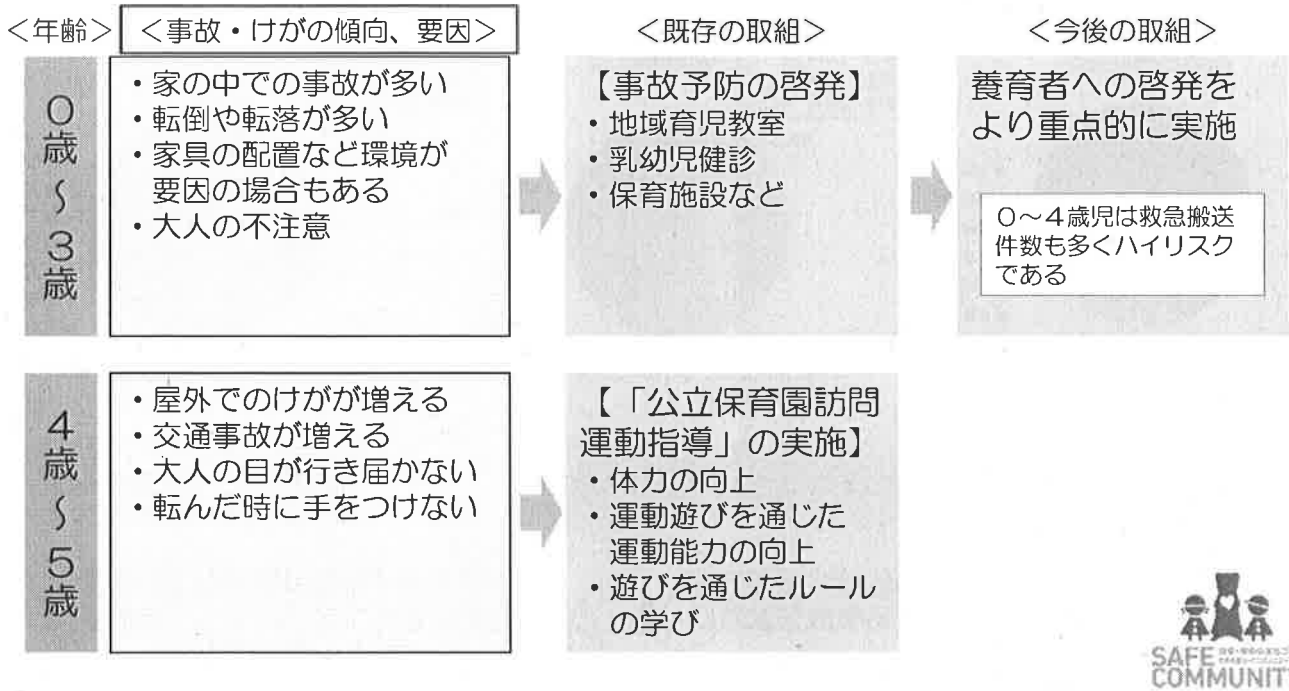 ＜年齢＞
＜事故・けがの傾向、要因＞
＜既存の取組＞
＜今後の取組＞
０歳～３歳
・家の中での事故が多い
・転倒や転落が多い
・家具の配置など環境が
要因の場合もある
・大人の不注意
【事故予防の啓発】
・地域育児教室
・乳幼児健診
・保育施設など
養育者への啓発を
より重点的に実施
０～４歳児は救急搬送
件数も多くハイリスク
である
４歳～５歳
・屋外でのけがが増える
・交通事故が増える
・大人の目が行き届かない
・転んだ時に手をつけない
【「公立保育園訪問
運動指導」の実施】
・体力の向上
・運動遊びを通じた
運動能力の向上
・遊びを通じたルール
の学び
SAFE
COMMUNITY